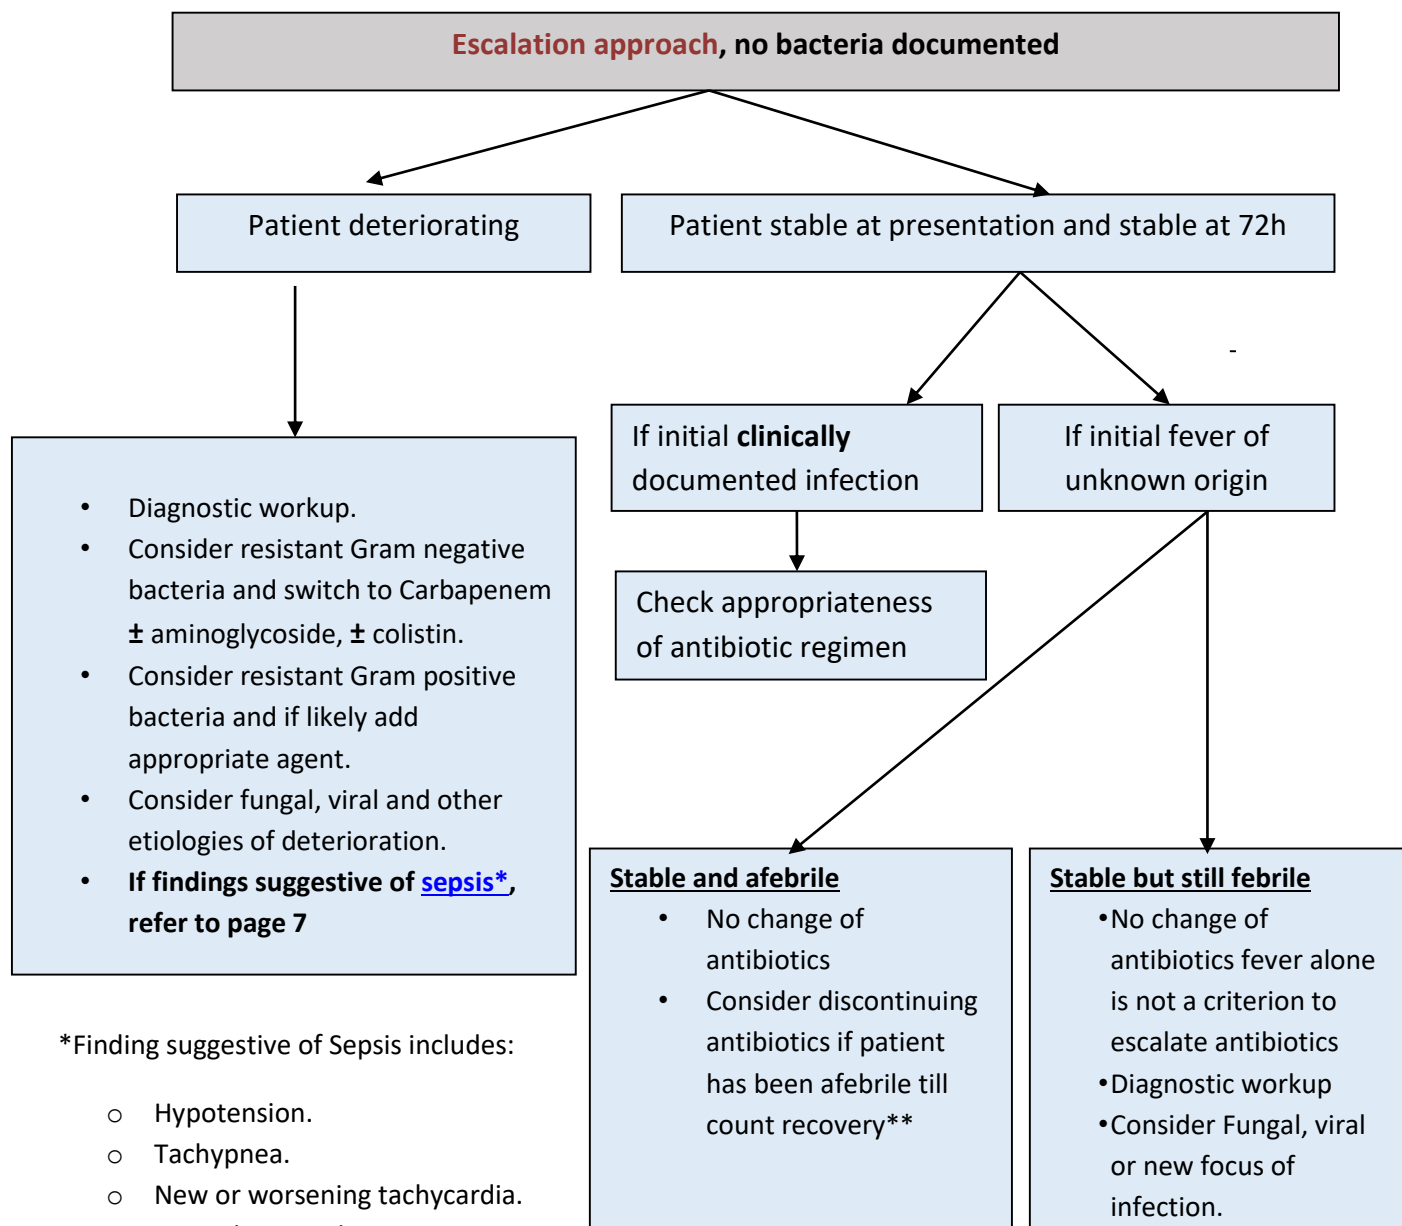 Escalation approach, no bacteria documented
Patient deteriorating
Patient stable at presentation and stable at 72h
-
If initial clinically
documented infection
If initial fever of
unknown origin
Check appropriateness
of antibiotic regimen
• Diagnostic workup.
• Consider resistant Gram negative
bacteria and switch to Carbapenem
± aminoglycoside, ± colistin.
• Consider resistant Gram positive
bacteria and if likely add
appropriate agent.
• Consider fungal, viral and other
etiologies of deterioration.
• If findings suggestive of sepsis*,
refer to page 7
Stable and afebrile
• No change of
antibiotics
• Consider discontinuing
antibiotics if patient
has been afebrile till
count recovery**
Stable but still febrile
•No change of
antibiotics fever alone
is not a criterion to
escalate antibiotics
•Diagnostic workup
•Consider Fungal, viral
or new focus of
infection.
*Finding suggestive of Sepsis includes:
o Hypotension.
o Tachypnea.
o New or worsening tachycardia.